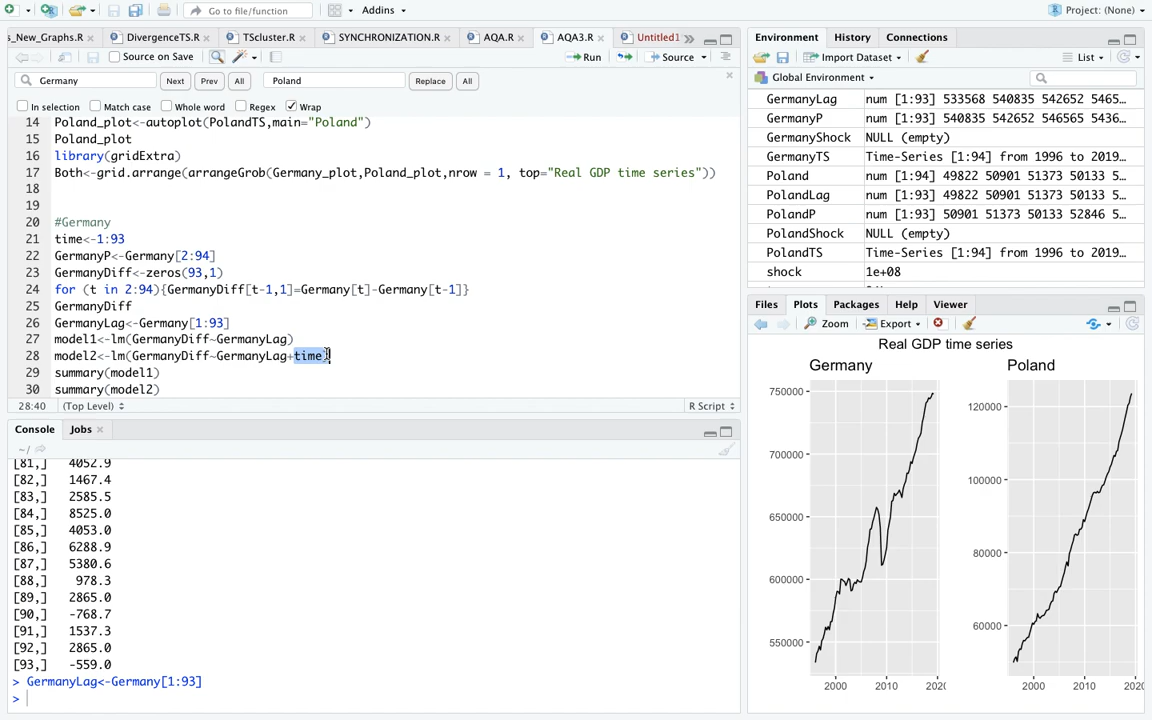 Go to file/function
Addins
Project: (None)
s_New_Graphs.R
DivergenceTS.R
TScluster.R
SYNCHRONIZATION.R
AQA.R
AQA3.R
Untitled1
Source on Save
Run
Source
Germany
Next
Prev
All
Poland
Replace
All
In selection
Match case
Whole word
Regex
Wrap
14 Poland_plot<-autoplot(PolandTS,main="Poland")
15 Poland_plot
16 library(gridExtra)
17 Both<-grid.arrange(arrangeGrob(Germany_plot,Poland_plot,nrow = 1, top="Real GDP time series"))
18
19
20 #Germany
21 time<-1:93
22 GermanyP<-Germany[2:94]
23 GermanyDiff<-zeros(93,1)
24 for (t in 2:94){GermanyDiff[t-1,1]=Germany[t]-Germany[t-1]}
25 GermanyDiff
26 GermanyLag<-Germany[1:93]
27 model1<-lm(GermanyDiff~GermanyLag)
28 model2<-lm(GermanyDiff~GermanyLag+time)
29 summary(model1)
30 summary(model2)
28:40 (Top Level) R Script
Console Jobs
~/
[81,] 4052.9
[82,] 1467.4
[83,] 2585.5
[84,] 8525.0
[85,] 4053.0
[86,] 6288.9
[87,] 5380.6
[88,] 978.3
[89,] 2865.0
[90,] -768.7
[91,] 1537.3
[92,] 2865.0
[93,] -559.0
> GermanyLag<-Germany[1:93]
>
Environment History Connections
Import Dataset List
Global Environment
GermanyLag num [1:93] 533568 540835 542652 5465…
GermanyP num [1:93] 540835 542652 546565 5436…
GermanyShock NULL (empty)
GermanyTS Time-Series [1:94] from 1996 to 2019…
Poland num [1:94] 49822 50901 51373 50133 5…
PolandLag num [1:93] 49822 50901 51373 50133 5…
PolandP num [1:93] 50901 51373 50133 52846 5…
PolandShock NULL (empty)
PolandTS Time-Series [1:94] from 1996 to 2019…
shock 1e+08
Files Plots Packages Help Viewer
Zoom Export
Real GDP time series
Germany
750000
700000
650000
600000
550000
2000 2010 202
Poland
120000
100000
80000
60000
2000 2010 2020